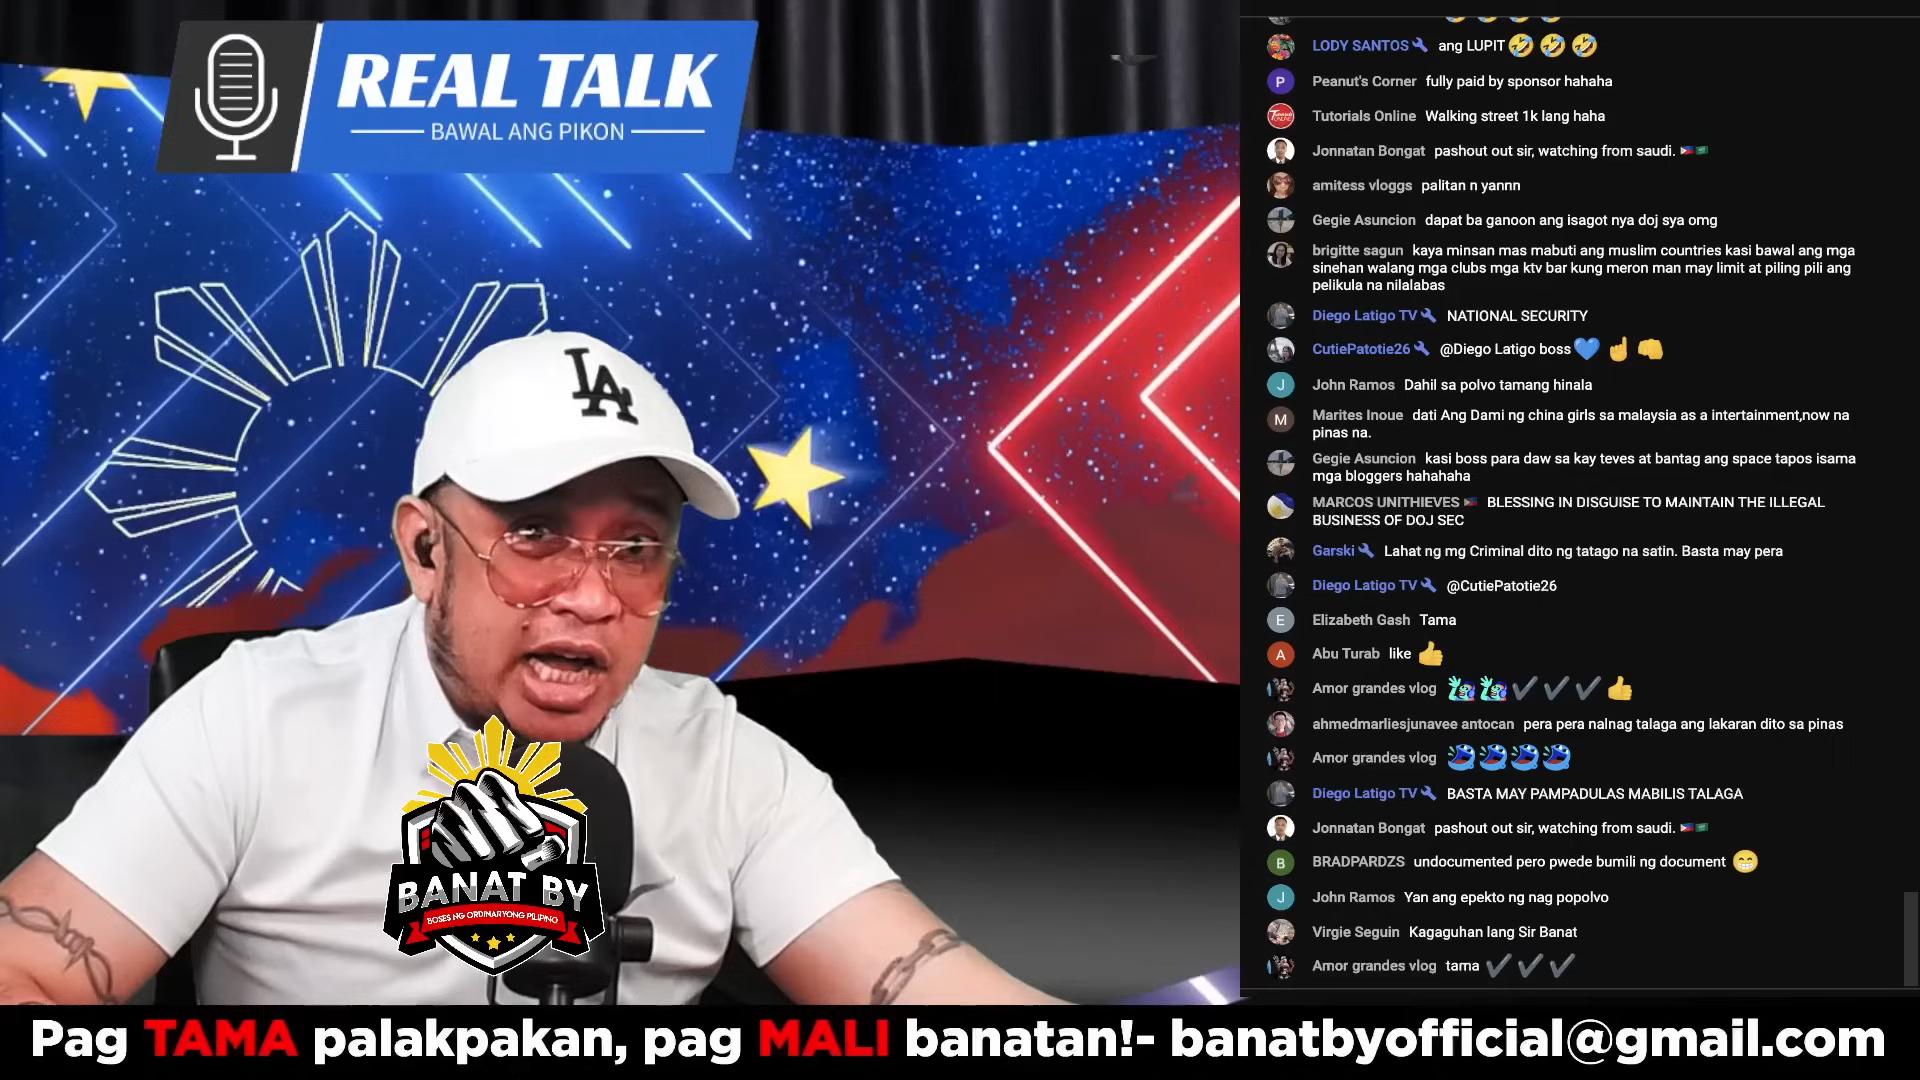 REAL TALK
BAWAL ANG PIKON
LA
BANAT BY
BOSES NG ORDINARYONG PILIPINO
LODY SANTOS ang LUPIT🤣🤣🤣
P Peanut's Corner fully paid by sponsor hahaha
Tutorials Online Walking street 1k lang haha
Jonnatan Bongat pashout out sir, watching from saudi. 🇵🇭🇸🇦
amitess vloggs palitan n yannn
Gegie Asuncion dapat ba ganoon ang isagot nya doj sya omg
brigitte sagun kaya minsan mas mabuti ang muslim countries kasi bawal ang mga
sinehan walang mga clubs mga ktv bar kung meron man may limit at piling pili ang
pelikula na nilalabas
Diego Latigo TV NATIONAL SECURITY
CutiePatotie26 @Diego Latigo boss💙☝👊
J John Ramos Dahil sa polvo tamang hinala
M Marites Inoue dati Ang Dami ng china girls sa malaysia as a intertainment,now na
pinas na.
Gegie Asuncion kasi boss para daw sa kay teves at bantag ang space tapos isama
mga bloggers hahahaha
MARCOS UNITHIEVES 🇵🇭 BLESSING IN DISGUISE TO MAINTAIN THE ILLEGAL
BUSINESS OF DOJ SEC
Garski Lahat ng mg Criminal dito ng tatago na satin. Basta may pera
Diego Latigo TV @CutiePatotie26
E Elizabeth Gash Tama
A Abu Turab like 👍
Amor grandes vlog ✔✔✔👍
ahmedmarliesjunavee antocan pera pera nalnag talaga ang lakaran dito sa pinas
Amor grandes vlog
Diego Latigo TV BASTA MAY PAMPADULAS MABILIS TALAGA
Jonnatan Bongat pashout out sir, watching from saudi. 🇵🇭🇸🇦
B BRADPARDZS undocumented pero pwede bumili ng document 😁
J John Ramos Yan ang epekto ng nag popolvo
Virgie Seguin Kagaguhan lang Sir Banat
Amor grandes vlog tama ✔✔✔
Pag TAMA palakpakan, pag MALI banatan!- banatbyofficial@gmail.com